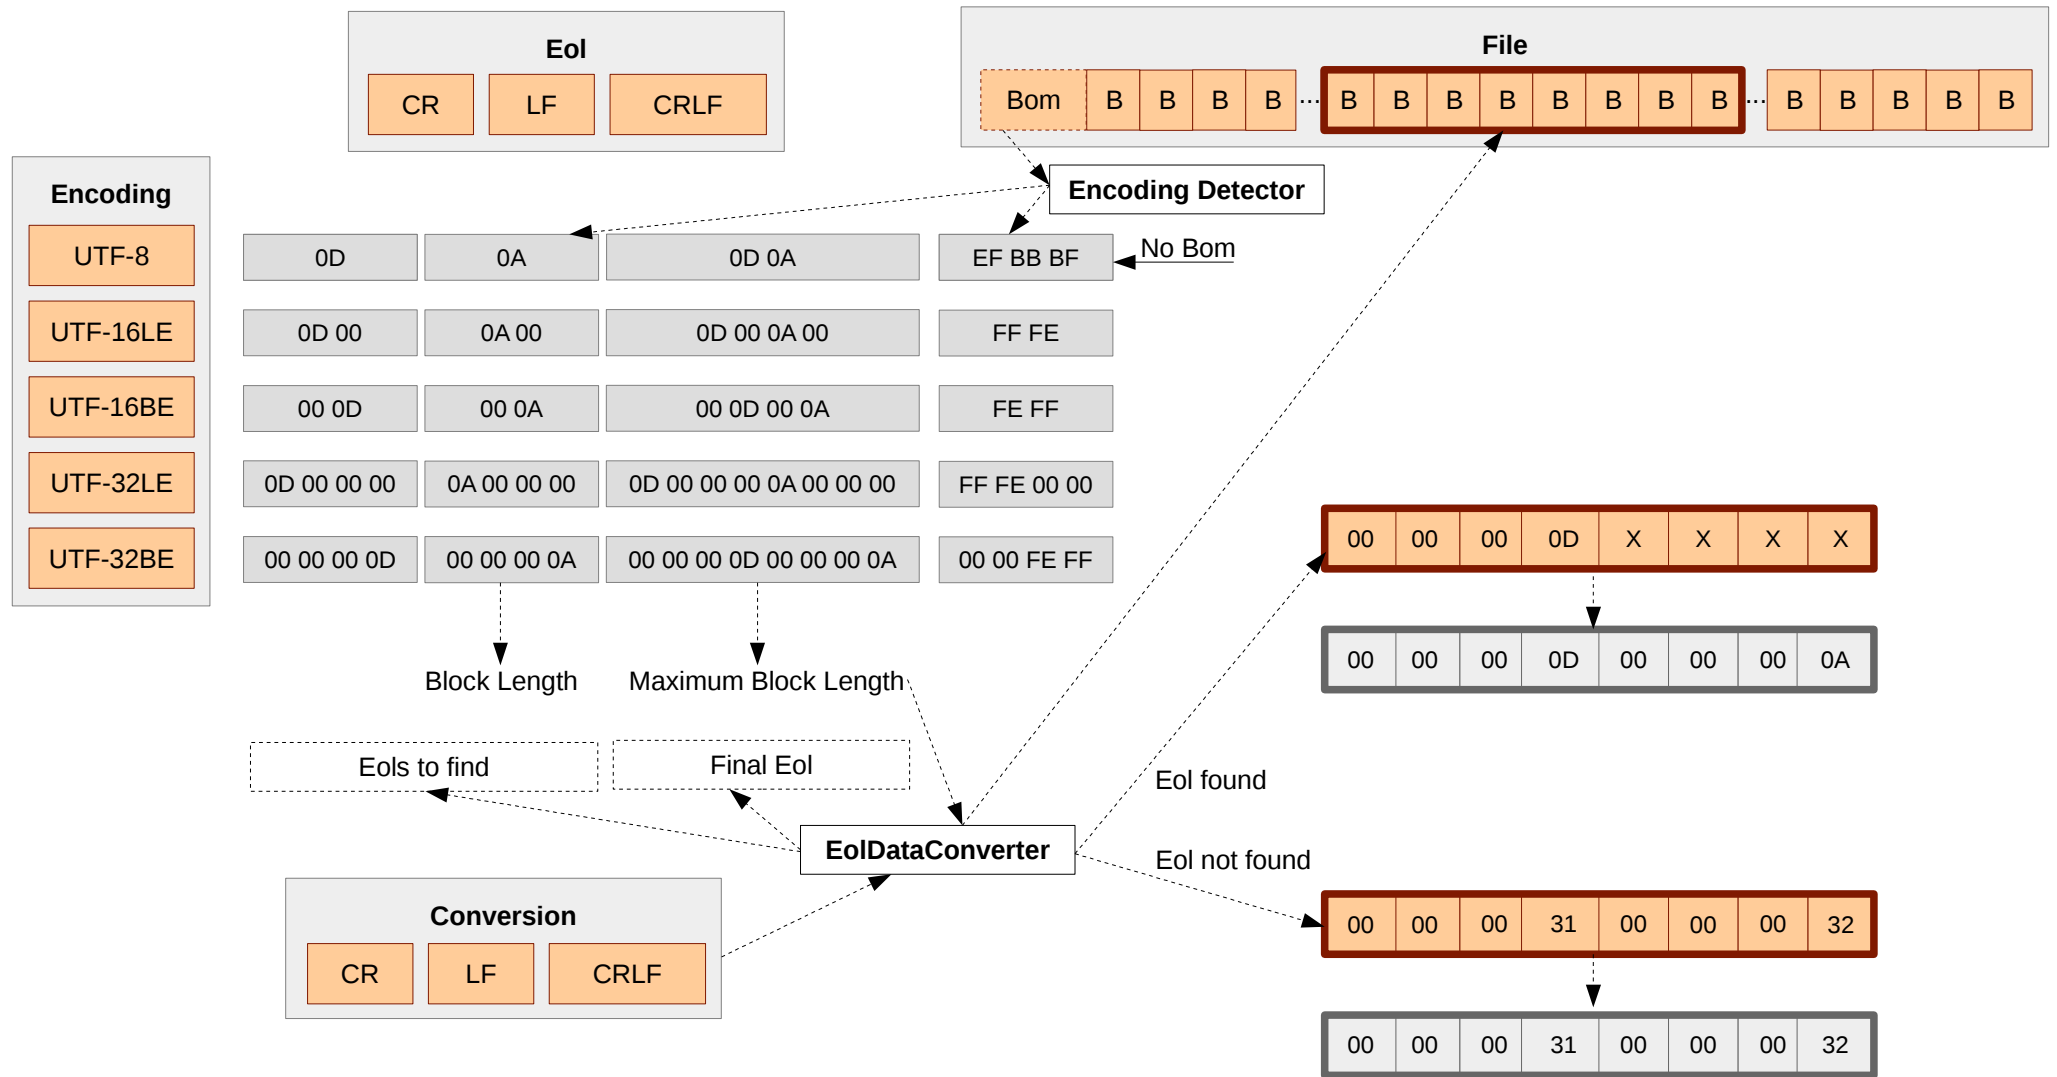 Eol
CR LF CRLF
File
Bom B B B B ... B B B B B B B B ... B B B B B
Encoding Detector
No Bom
Encoding
UTF-8 0D 0A 0D 0A EF BB BF
UTF-16LE 0D 00 0A 00 0D 00 0A 00 FF FE
UTF-16BE 00 0D 00 0A 00 0D 00 0A FE FF
UTF-32LE 0D 00 00 00 0A 00 00 00 0D 00 00 00 0A 00 00 00 FF FE 00 00
UTF-32BE 00 00 00 0D 00 00 00 0A 00 00 00 0D 00 00 00 0A 00 00 FE FF
Block Length Maximum Block Length
Eols to find Final Eol
EolDataConverter
Conversion
CR LF CRLF
Eol found
00 00 00 0D X X X X
00 00 00 0D 00 00 00 0A
Eol not found
00 00 00 31 00 00 00 32
00 00 00 31 00 00 00 32